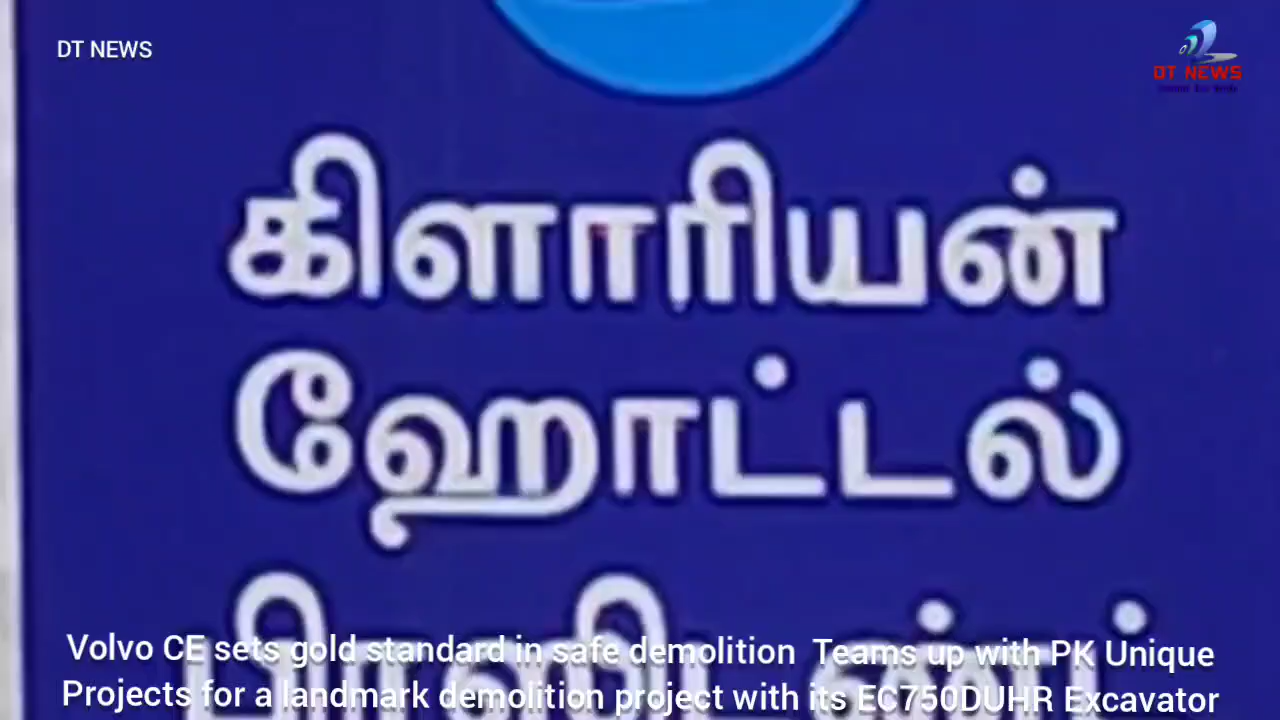 DT NEWS
DT NEWS
கிளாரியன்
ஹோட்டல்
Volvo CE sets gold standard in safe demolition Teams up with PK Unique
Projects for a landmark demolition project with its EC750DUHR Excavator